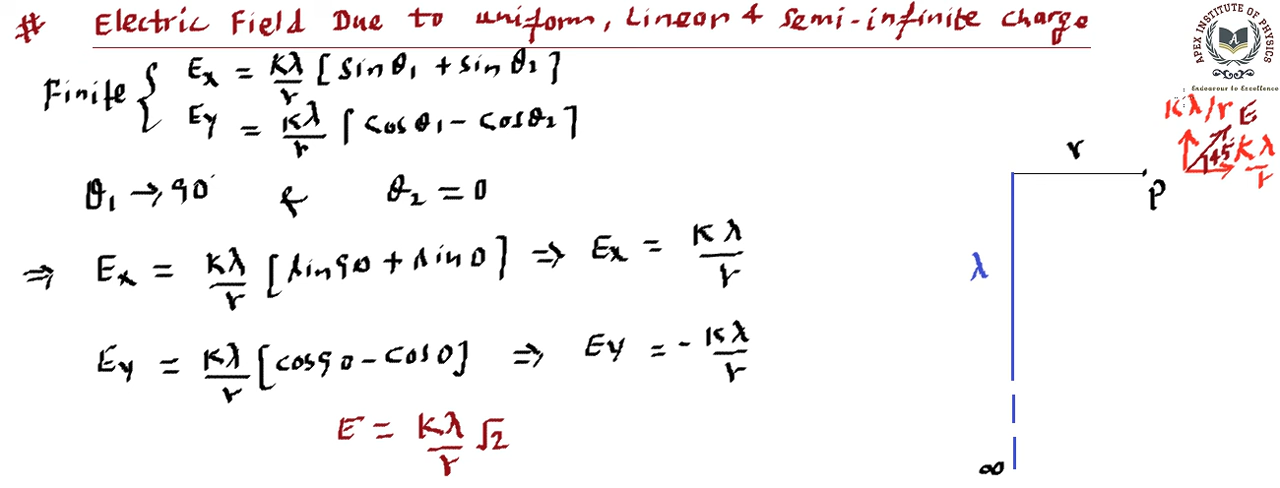 # Electric Field Due to uniform, Linear & Semi-infinite charge
APEX INSTITUTE OF PHYSICS
A
Endeavour to Excellence
Finite { Ex = Kλ/r [sinθ₁ + sinθ₂]
Ey = Kλ/r [cosθ₁ - cosθ₂]
θ₁ → 90° & θ₂ = 0
⇒ Ex = Kλ/r [sin90 + sin0] ⇒ Ex = Kλ/r
Ey = Kλ/r [cos90 - cos0] ⇒ Ey = - Kλ/r
E = Kλ/r √2
Kλ/r E
45° Kλ/r
r
P
λ
∞